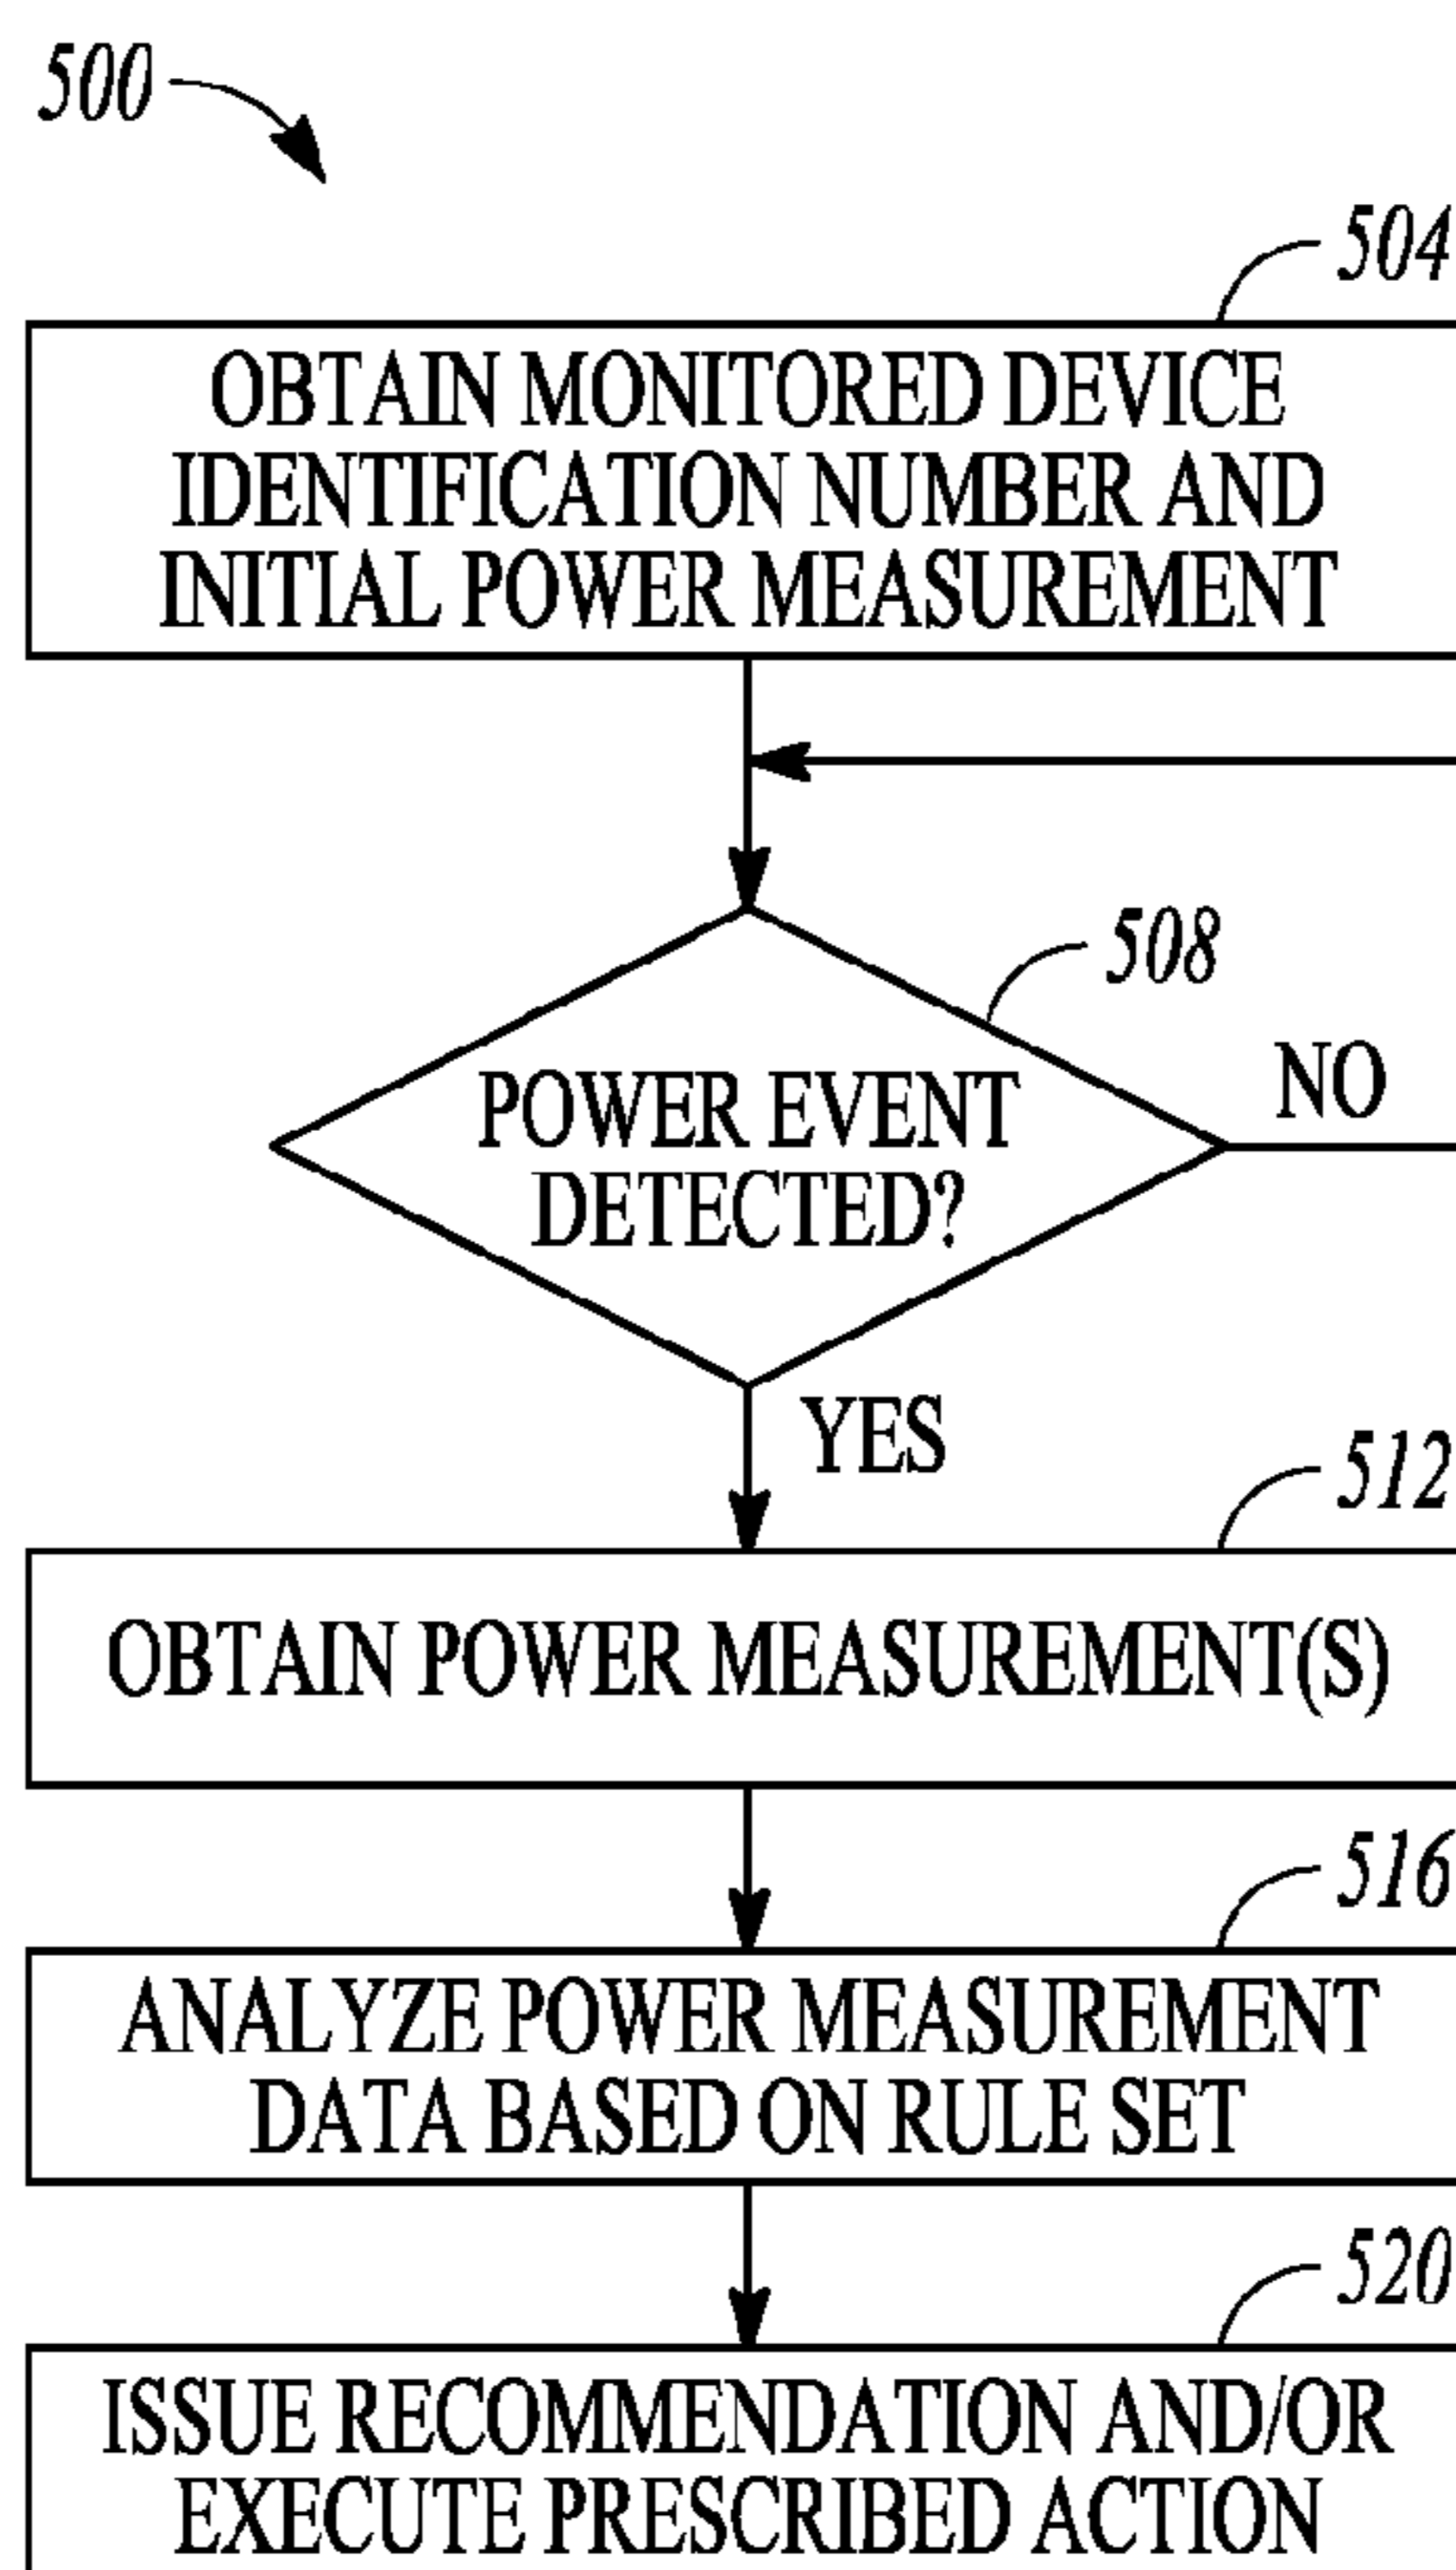 500
504
OBTAIN MONITORED DEVICE
IDENTIFICATION NUMBER AND
INITIAL POWER MEASUREMENT
508
POWER EVENT
DETECTED?
NO
YES
512
OBTAIN POWER MEASUREMENT(S)
516
ANALYZE POWER MEASUREMENT
DATA BASED ON RULE SET
520
ISSUE RECOMMENDATION AND/OR
EXECUTE PRESCRIBED ACTION